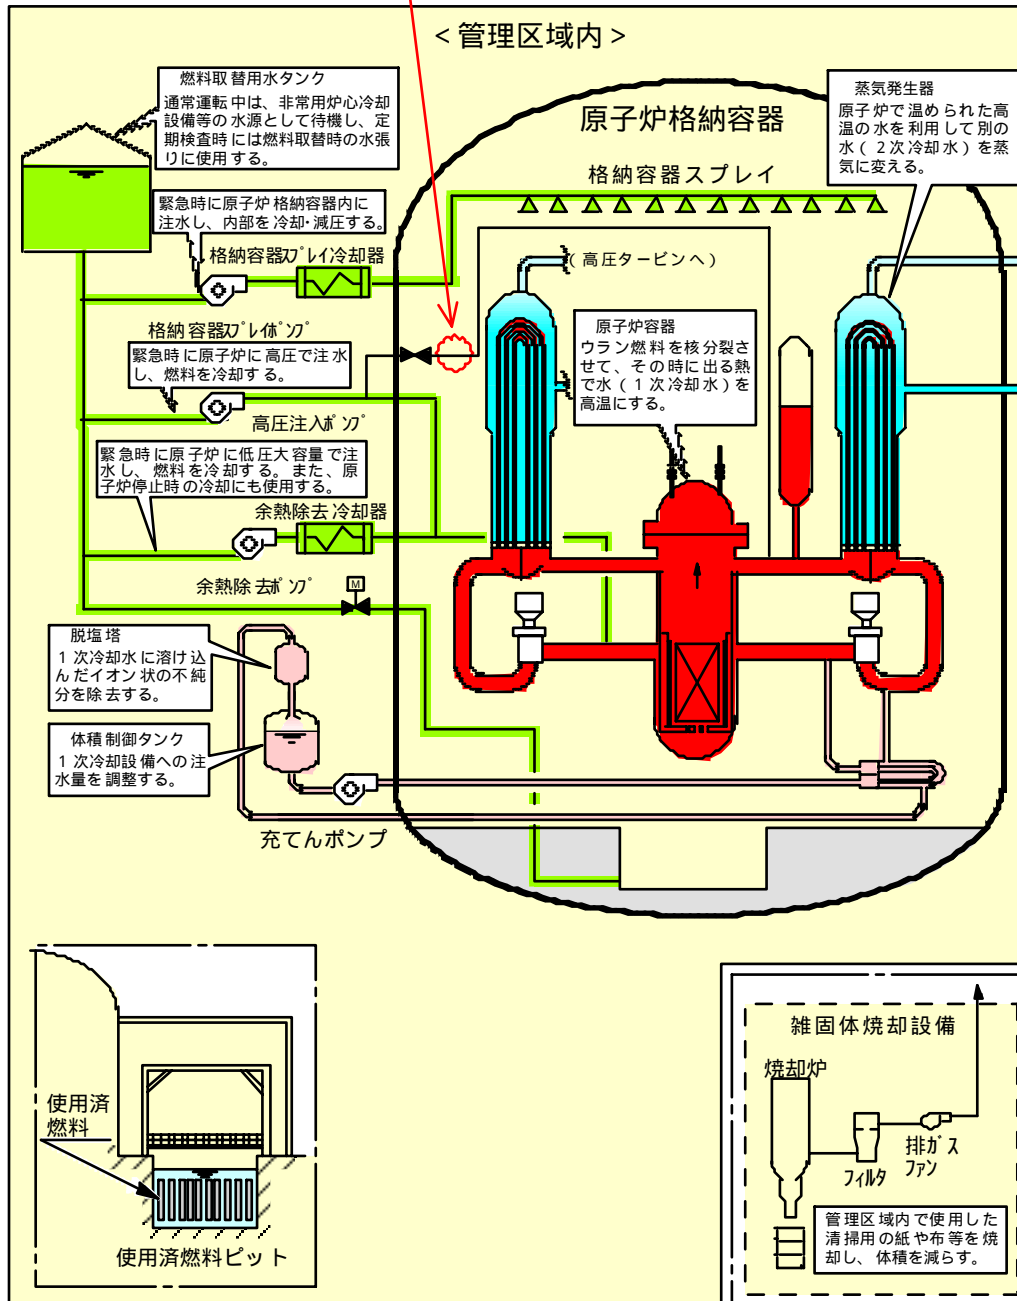 <管理区域内>
燃料取替用水タンク
通常運転中は、非常用炉心冷却
設備等の水源として待機し、定
期検査時には燃料取替時の水張
りに使用する。
蒸気発生器
原子炉で温められた高
温の水を利用して別の
水(2次冷却水)を蒸
気に変える。
原子炉格納容器
格納容器スプレイ
緊急時に原子炉格納容器内に
注水し、内部を冷却・減圧する。
格納容器スプレイ冷却器
(高圧タービンへ)
格納容器スプレイポンプ
緊急時に原子炉に高圧で注水
し、燃料を冷却する。
原子炉容器
ウラン燃料を核分裂さ
せて、その時に出る熱
で水(1次冷却水)を
高温にする。
高圧注入ポンプ
緊急時に原子炉に低圧大容量で注
水し、燃料を冷却する。また、原
子炉停止時の冷却にも使用する。
余熱除去冷却器
余熱除去ポンプ
M
脱塩塔
1次冷却水に溶け込
んだイオン状の不純
分を除去する。
体積制御タンク
1次冷却設備への注
水量を調整する。
充てんポンプ
使用済
燃料
使用済燃料ピット
雑固体焼却設備
焼却炉
排ガス
ファン
フィルタ
管理区域内で使用した
清掃用の紙や布等を焼
却し、体積を減らす。